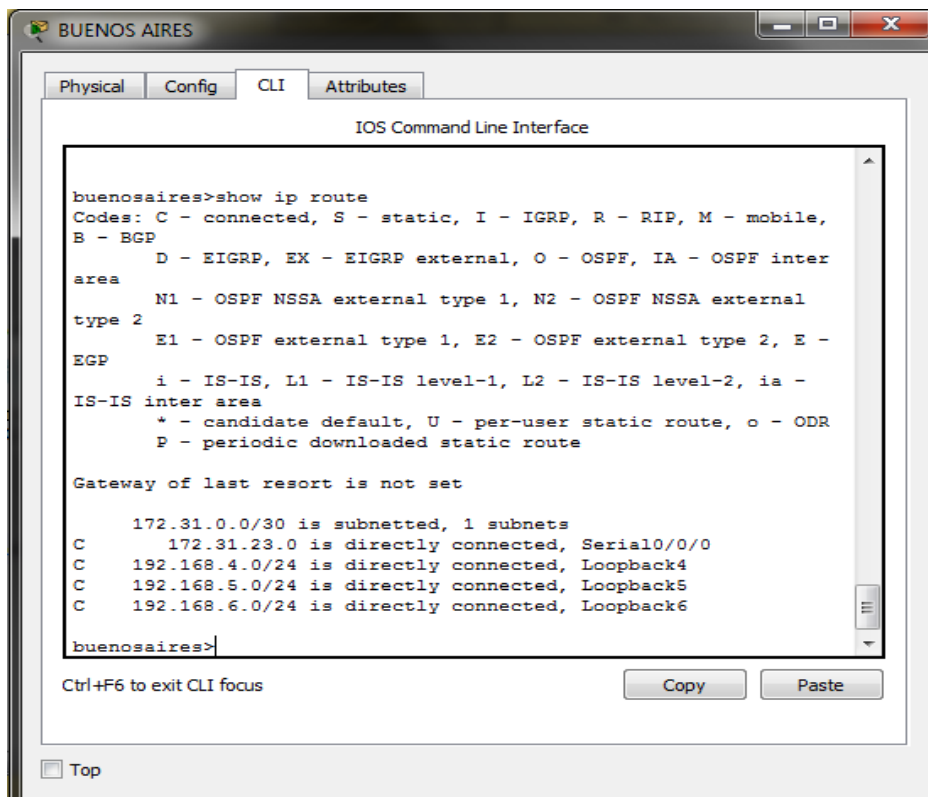 BUENOS AIRES
Physical Config CLI Attributes
IOS Command Line Interface
buenosaires>show ip route
Codes: C - connected, S - static, I - IGRP, R - RIP, M - mobile,
B - BGP
D - EIGRP, EX - EIGRP external, O - OSPF, IA - OSPF inter
area
N1 - OSPF NSSA external type 1, N2 - OSPF NSSA external
type 2
E1 - OSPF external type 1, E2 - OSPF external type 2, E -
EGP
i - IS-IS, L1 - IS-IS level-1, L2 - IS-IS level-2, ia -
IS-IS inter area
* - candidate default, U - per-user static route, o - ODR
P - periodic downloaded static route
Gateway of last resort is not set
172.31.0.0/30 is subnetted, 1 subnets
C 172.31.23.0 is directly connected, Serial0/0/0
C 192.168.4.0/24 is directly connected, Loopback4
C 192.168.5.0/24 is directly connected, Loopback5
C 192.168.6.0/24 is directly connected, Loopback6
buenosaires>
Ctrl+F6 to exit CLI focus
Copy Paste
Top